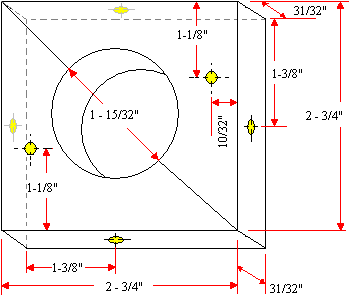 31/32"
1-1/8"
1-3/8"
1 - 15/32"
2 - 3/4"
10/32"
1-1/8"
1-3/8"
2 - 3/4"
31/32"